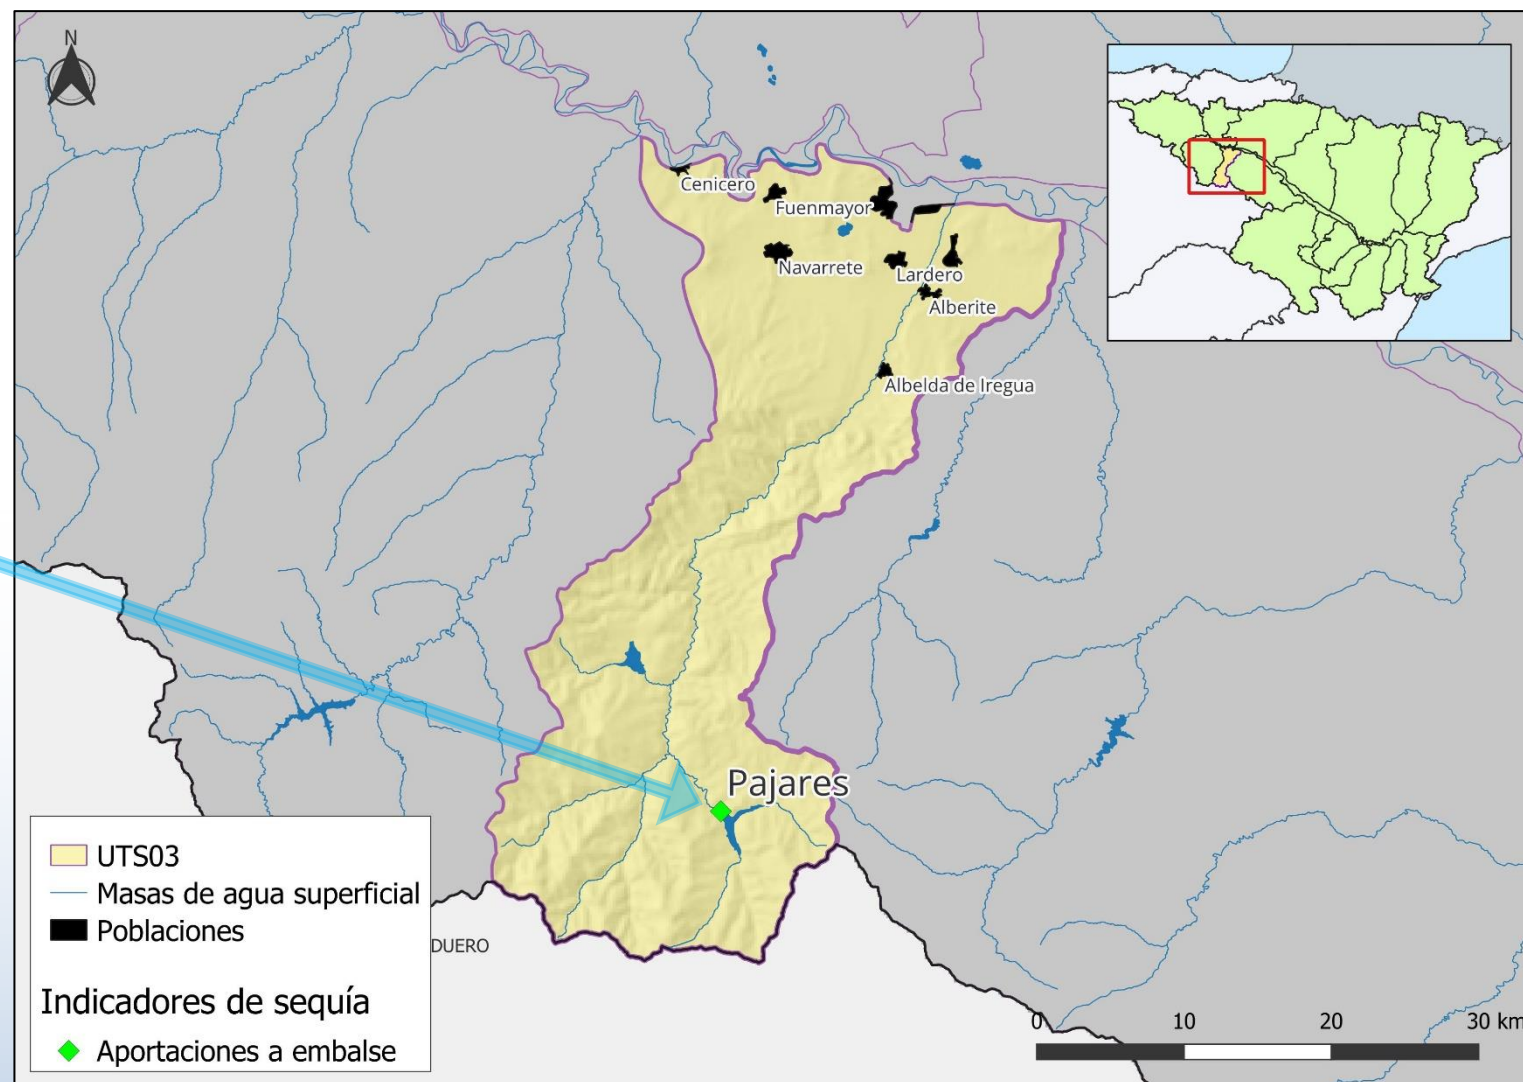 N
Cenicero
Fuenmayor
Navarrete
Lardero
Alberite
Albelda de Iregua
Pajares
UTS03
Masas de agua superficial
Poblaciones
DUERO
Indicadores de sequía
Aportaciones a embalse
0 10 20 30 km